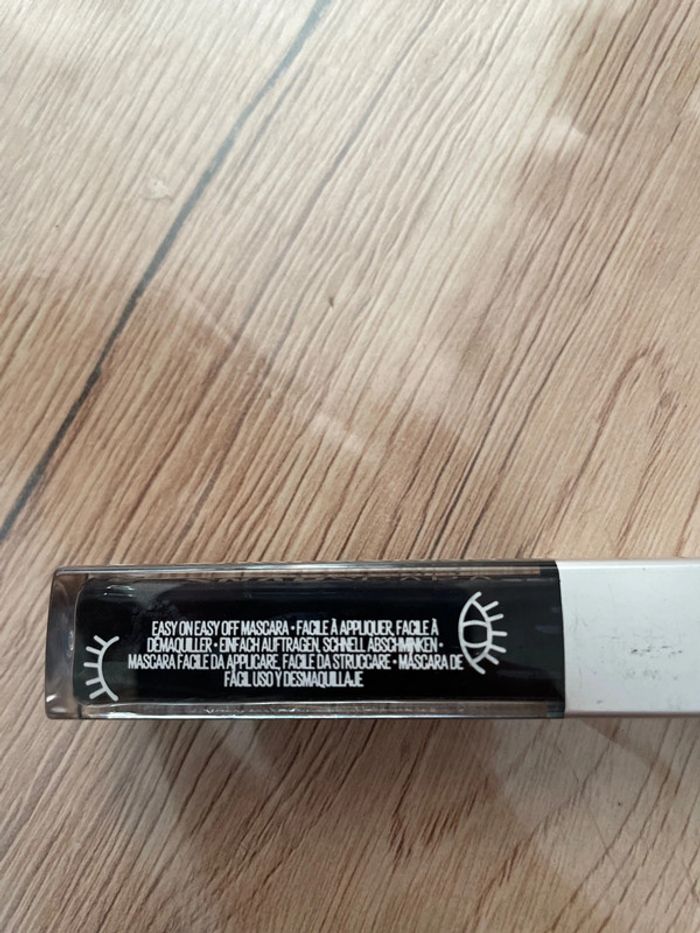 EASY ON EASY OFF MASCARA • FACILE À APPLIQUER, FACILE À
DÉMAQUILLER • EINFACH AUFTRAGEN, SCHNELL ABSCHMINKEN •
MASCARA FACILE DA APPLICARE, FACILE DA STRUCCARE • MÁSCARA DE
FÁCIL USO Y DESMAQUILLAJE